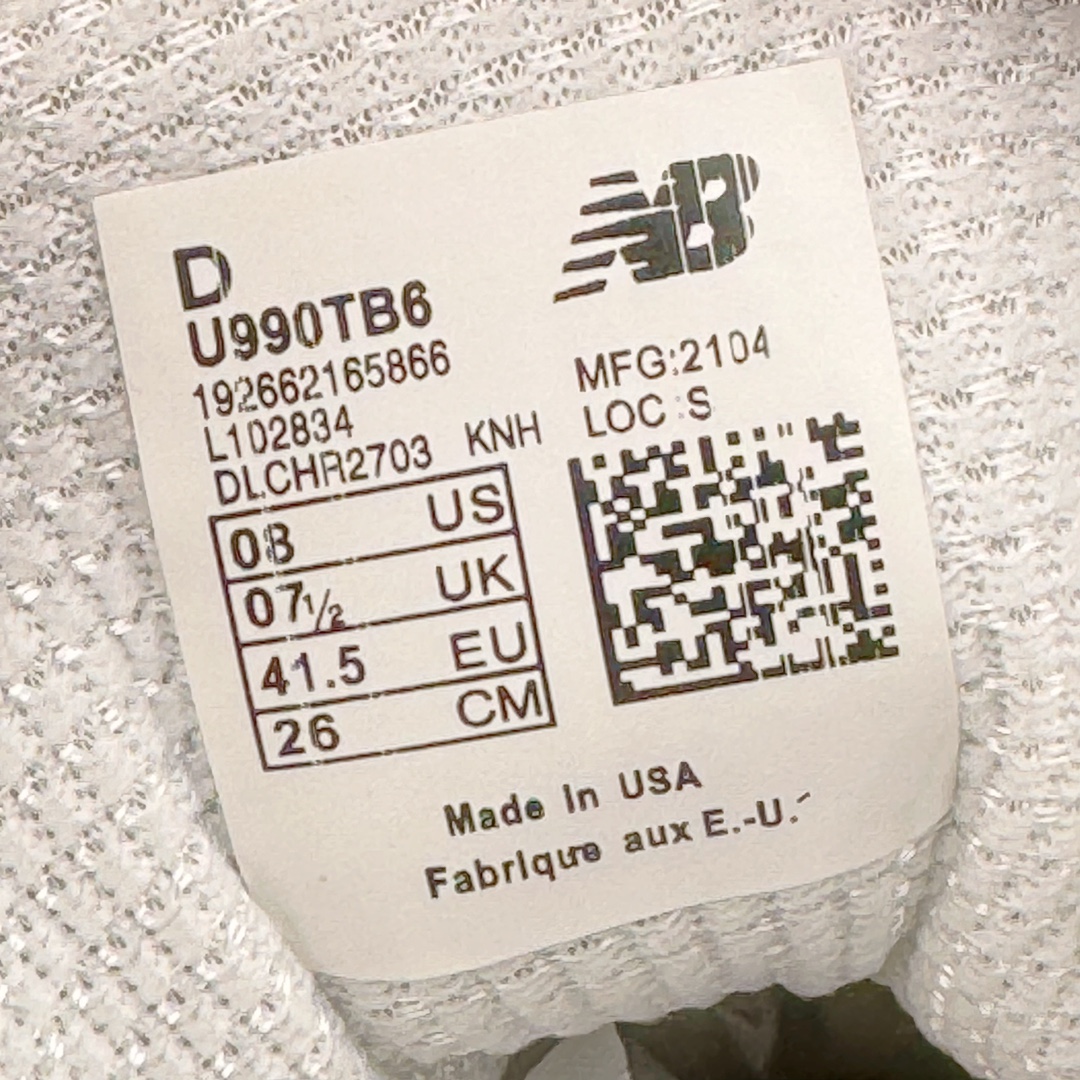 NB
D
U990TB6
192662165866
L102834
DLCHR2703 KNH
MFG:2104
LOC :S
08 US
07½ UK
41.5 EU
26 CM
Made In USA
Fabrique aux E.-U.